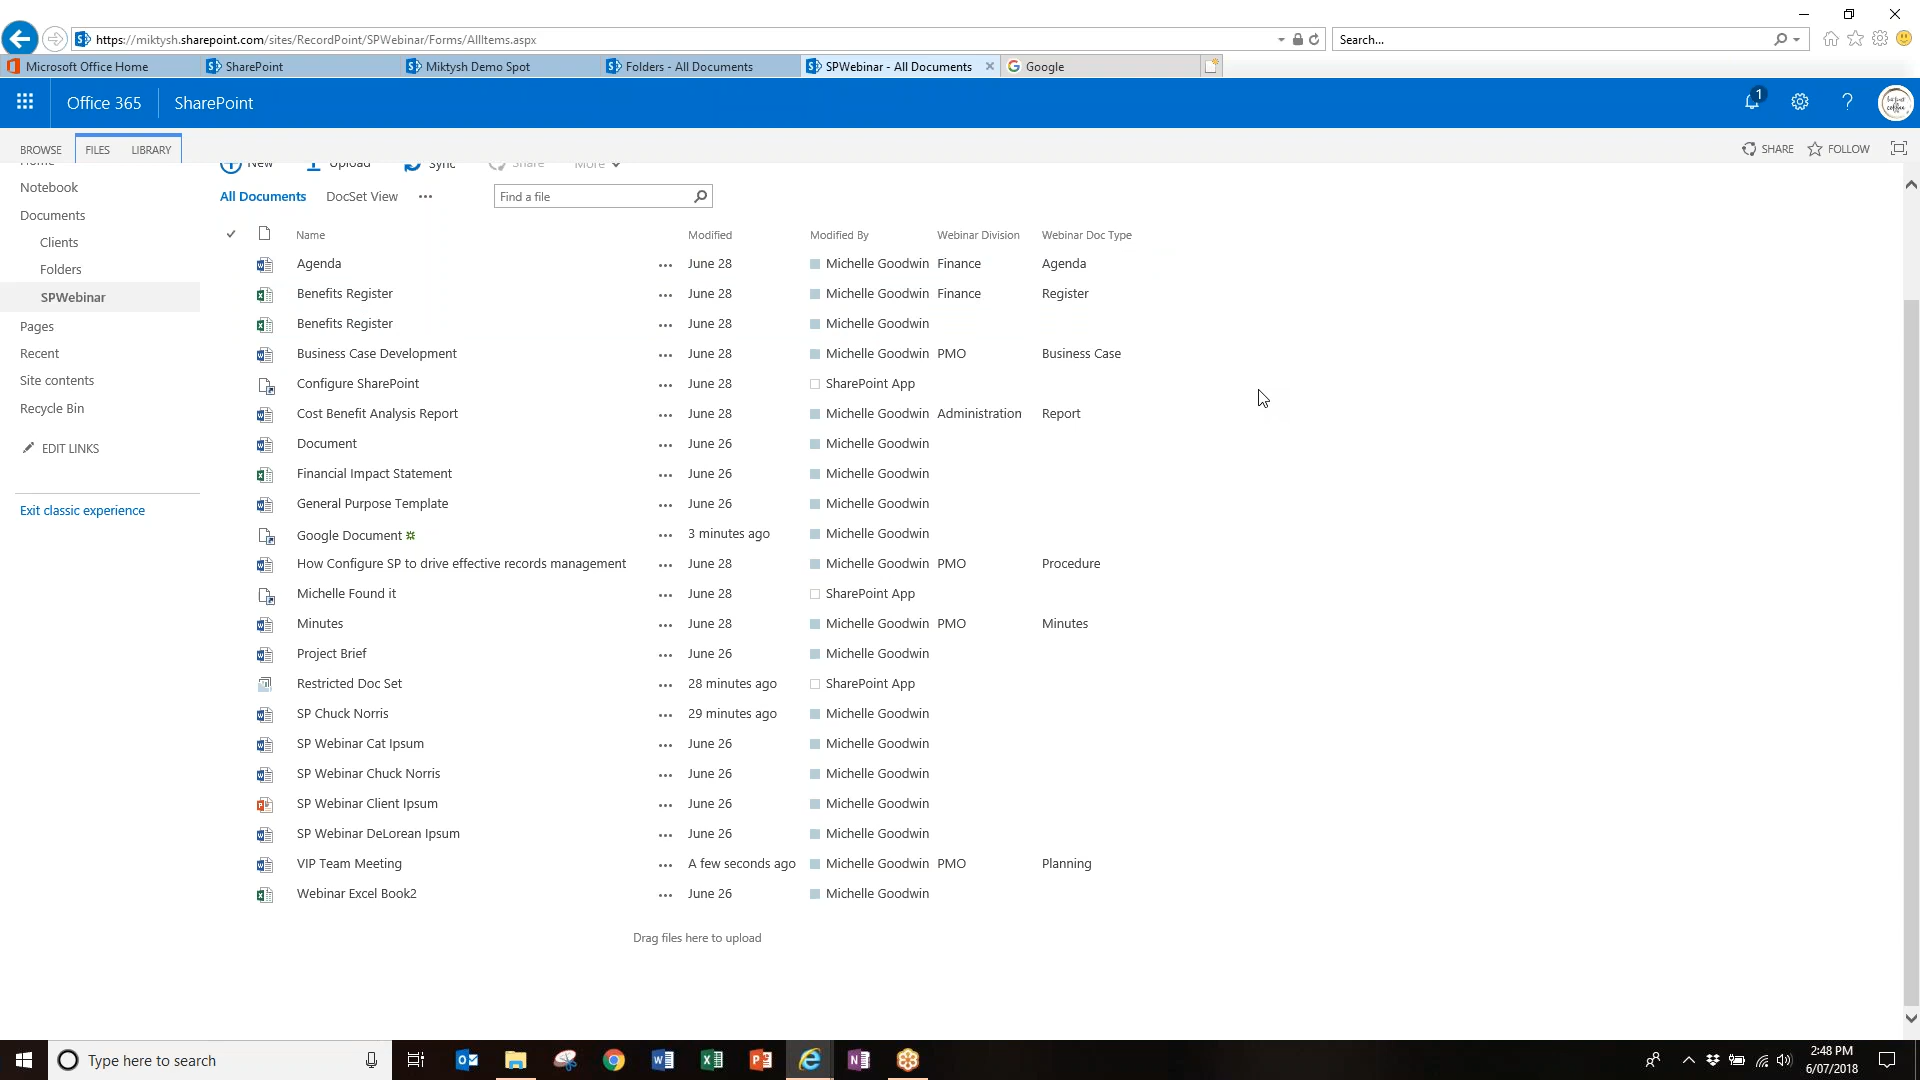 https://miktysh.sharepoint.com/sites/RecordPoint/SPWebinar/Forms/AllItems.aspx
Search...
Microsoft Office Home
SharePoint
Miktysh Demo Spot
Folders - All Documents
SPWebinar - All Documents
Google
Office 365
SharePoint
1
BROWSE
FILES
LIBRARY
SHARE
FOLLOW
Home
New
Upload
Sync
Share
More
Notebook
Documents
Clients
Folders
SPWebinar
Pages
Recent
Site contents
Recycle Bin
EDIT LINKS
Exit classic experience
All Documents DocSet View ...
Find a file
Name Modified Modified By Webinar Division Webinar Doc Type
Agenda ... June 28 Michelle Goodwin Finance Agenda
Benefits Register ... June 28 Michelle Goodwin Finance Register
Benefits Register ... June 28 Michelle Goodwin
Business Case Development ... June 28 Michelle Goodwin PMO Business Case
Configure SharePoint ... June 28 SharePoint App
Cost Benefit Analysis Report ... June 28 Michelle Goodwin Administration Report
Document ... June 26 Michelle Goodwin
Financial Impact Statement ... June 26 Michelle Goodwin
General Purpose Template ... June 26 Michelle Goodwin
Google Document ... 3 minutes ago Michelle Goodwin
How Configure SP to drive effective records management ... June 28 Michelle Goodwin PMO Procedure
Michelle Found it ... June 28 SharePoint App
Minutes ... June 28 Michelle Goodwin PMO Minutes
Project Brief ... June 26 Michelle Goodwin
Restricted Doc Set ... 28 minutes ago SharePoint App
SP Chuck Norris ... 29 minutes ago Michelle Goodwin
SP Webinar Cat Ipsum ... June 26 Michelle Goodwin
SP Webinar Chuck Norris ... June 26 Michelle Goodwin
SP Webinar Client Ipsum ... June 26 Michelle Goodwin
SP Webinar DeLorean Ipsum ... June 26 Michelle Goodwin
VIP Team Meeting ... A few seconds ago Michelle Goodwin PMO Planning
Webinar Excel Book2 ... June 26 Michelle Goodwin
Drag files here to upload
Type here to search
2:48 PM
6/07/2018